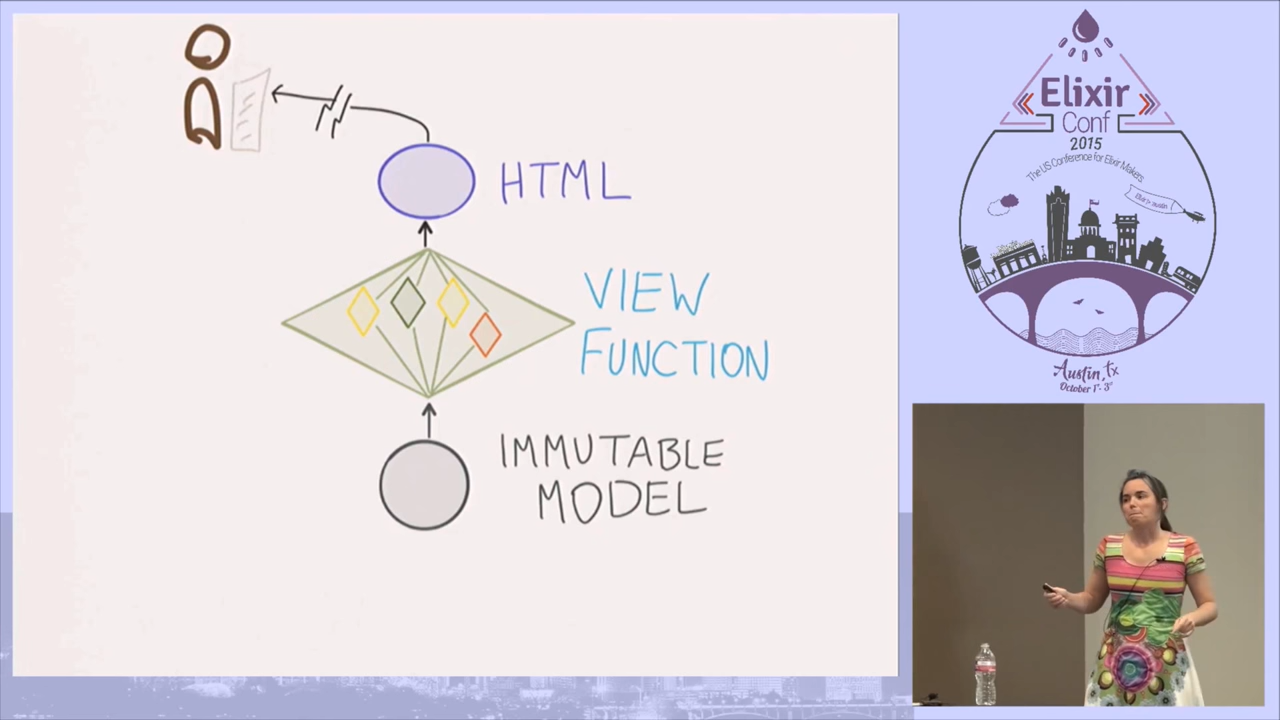 HTML
VIEW
FUNCTION
IMMUTABLE
MODEL
Elixir
Conf
2015
The US Conference for Elixir Makers
Austin, tx
October 1st - 3rd